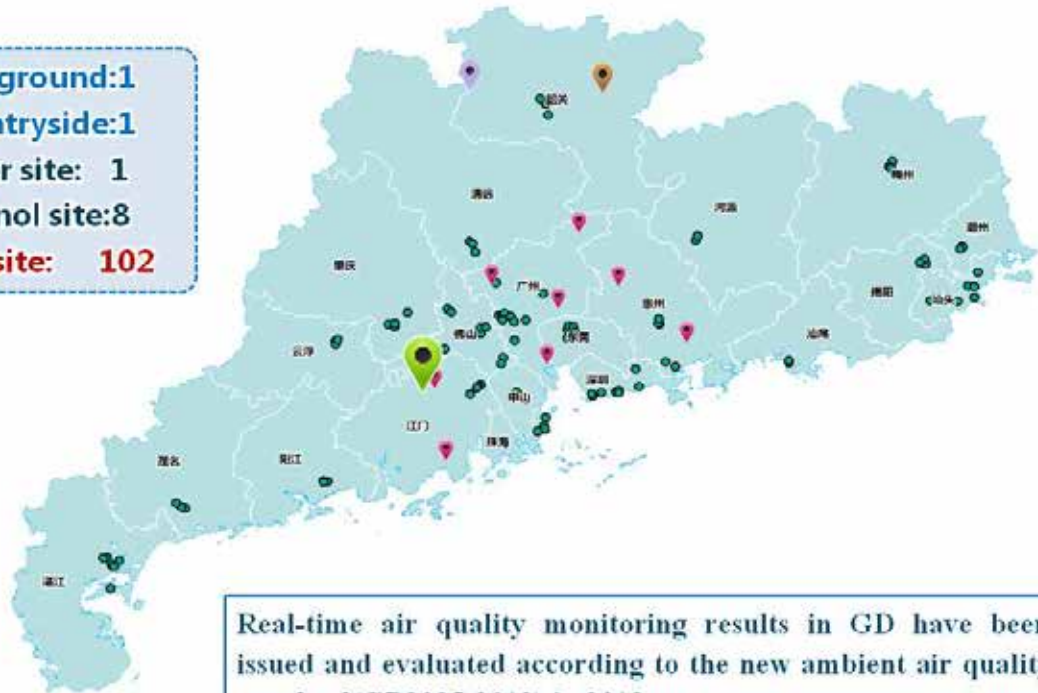 ground:1
ntryside:1
r site: 1
nol site:8
site: 102
韶关
清远
河源
梅州
潮州
肇庆
广州
惠州
揭阳
汕头
云浮
佛山
东莞
汕尾
深圳
中山
江门
珠海
茂名
阳江
湛江
Real-time air quality monitoring results in GD have been
issued and evaluated according to the new ambient air quality